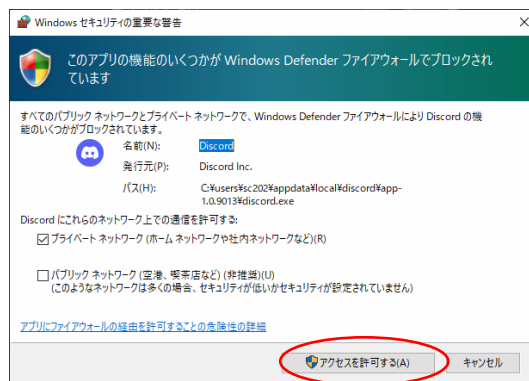 Windows セキュリティの重要な警告
このアプリの機能のいくつかが Windows Defender ファイアウォールでブロックされ
ています
すべてのパブリック ネットワークとプライベート ネットワークで、Windows Defender ファイアウォールにより Discord の機
能のいくつかがブロックされています。
名前(N): Discord
発行元(P): Discord Inc.
パス(H): C:¥users¥sc202¥appdata¥local¥discord¥app-
1.0.9013¥discord.exe
Discord にこれらのネットワーク上での通信を許可する:
プライベート ネットワーク (ホーム ネットワークや社内ネットワークなど)(R)
パブリック ネットワーク (空港、喫茶店など) (非推奨)(U)
(このようなネットワークは多くの場合、セキュリティが低いかセキュリティが設定されていません)
アプリにファイアウォールの経由を許可することの危険性の詳細
アクセスを許可する(A) キャンセル